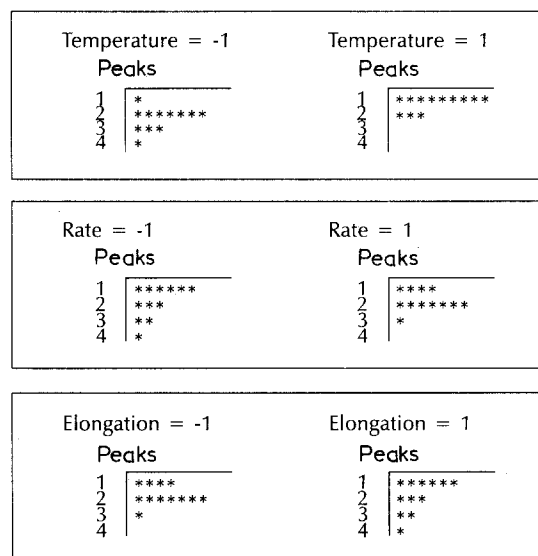 Temperature = -1 Temperature = 1
Peaks Peaks
1 * 1 *********
2 ******* 2 ***
3 *** 3
4 * 4
Rate = -1 Rate = 1
Peaks Peaks
1 ****** 1 ****
2 *** 2 *******
3 ** 3 *
4 * 4
Elongation = -1 Elongation = 1
Peaks Peaks
1 **** 1 ******
2 ******* 2 ***
3 * 3 **
4 4 *